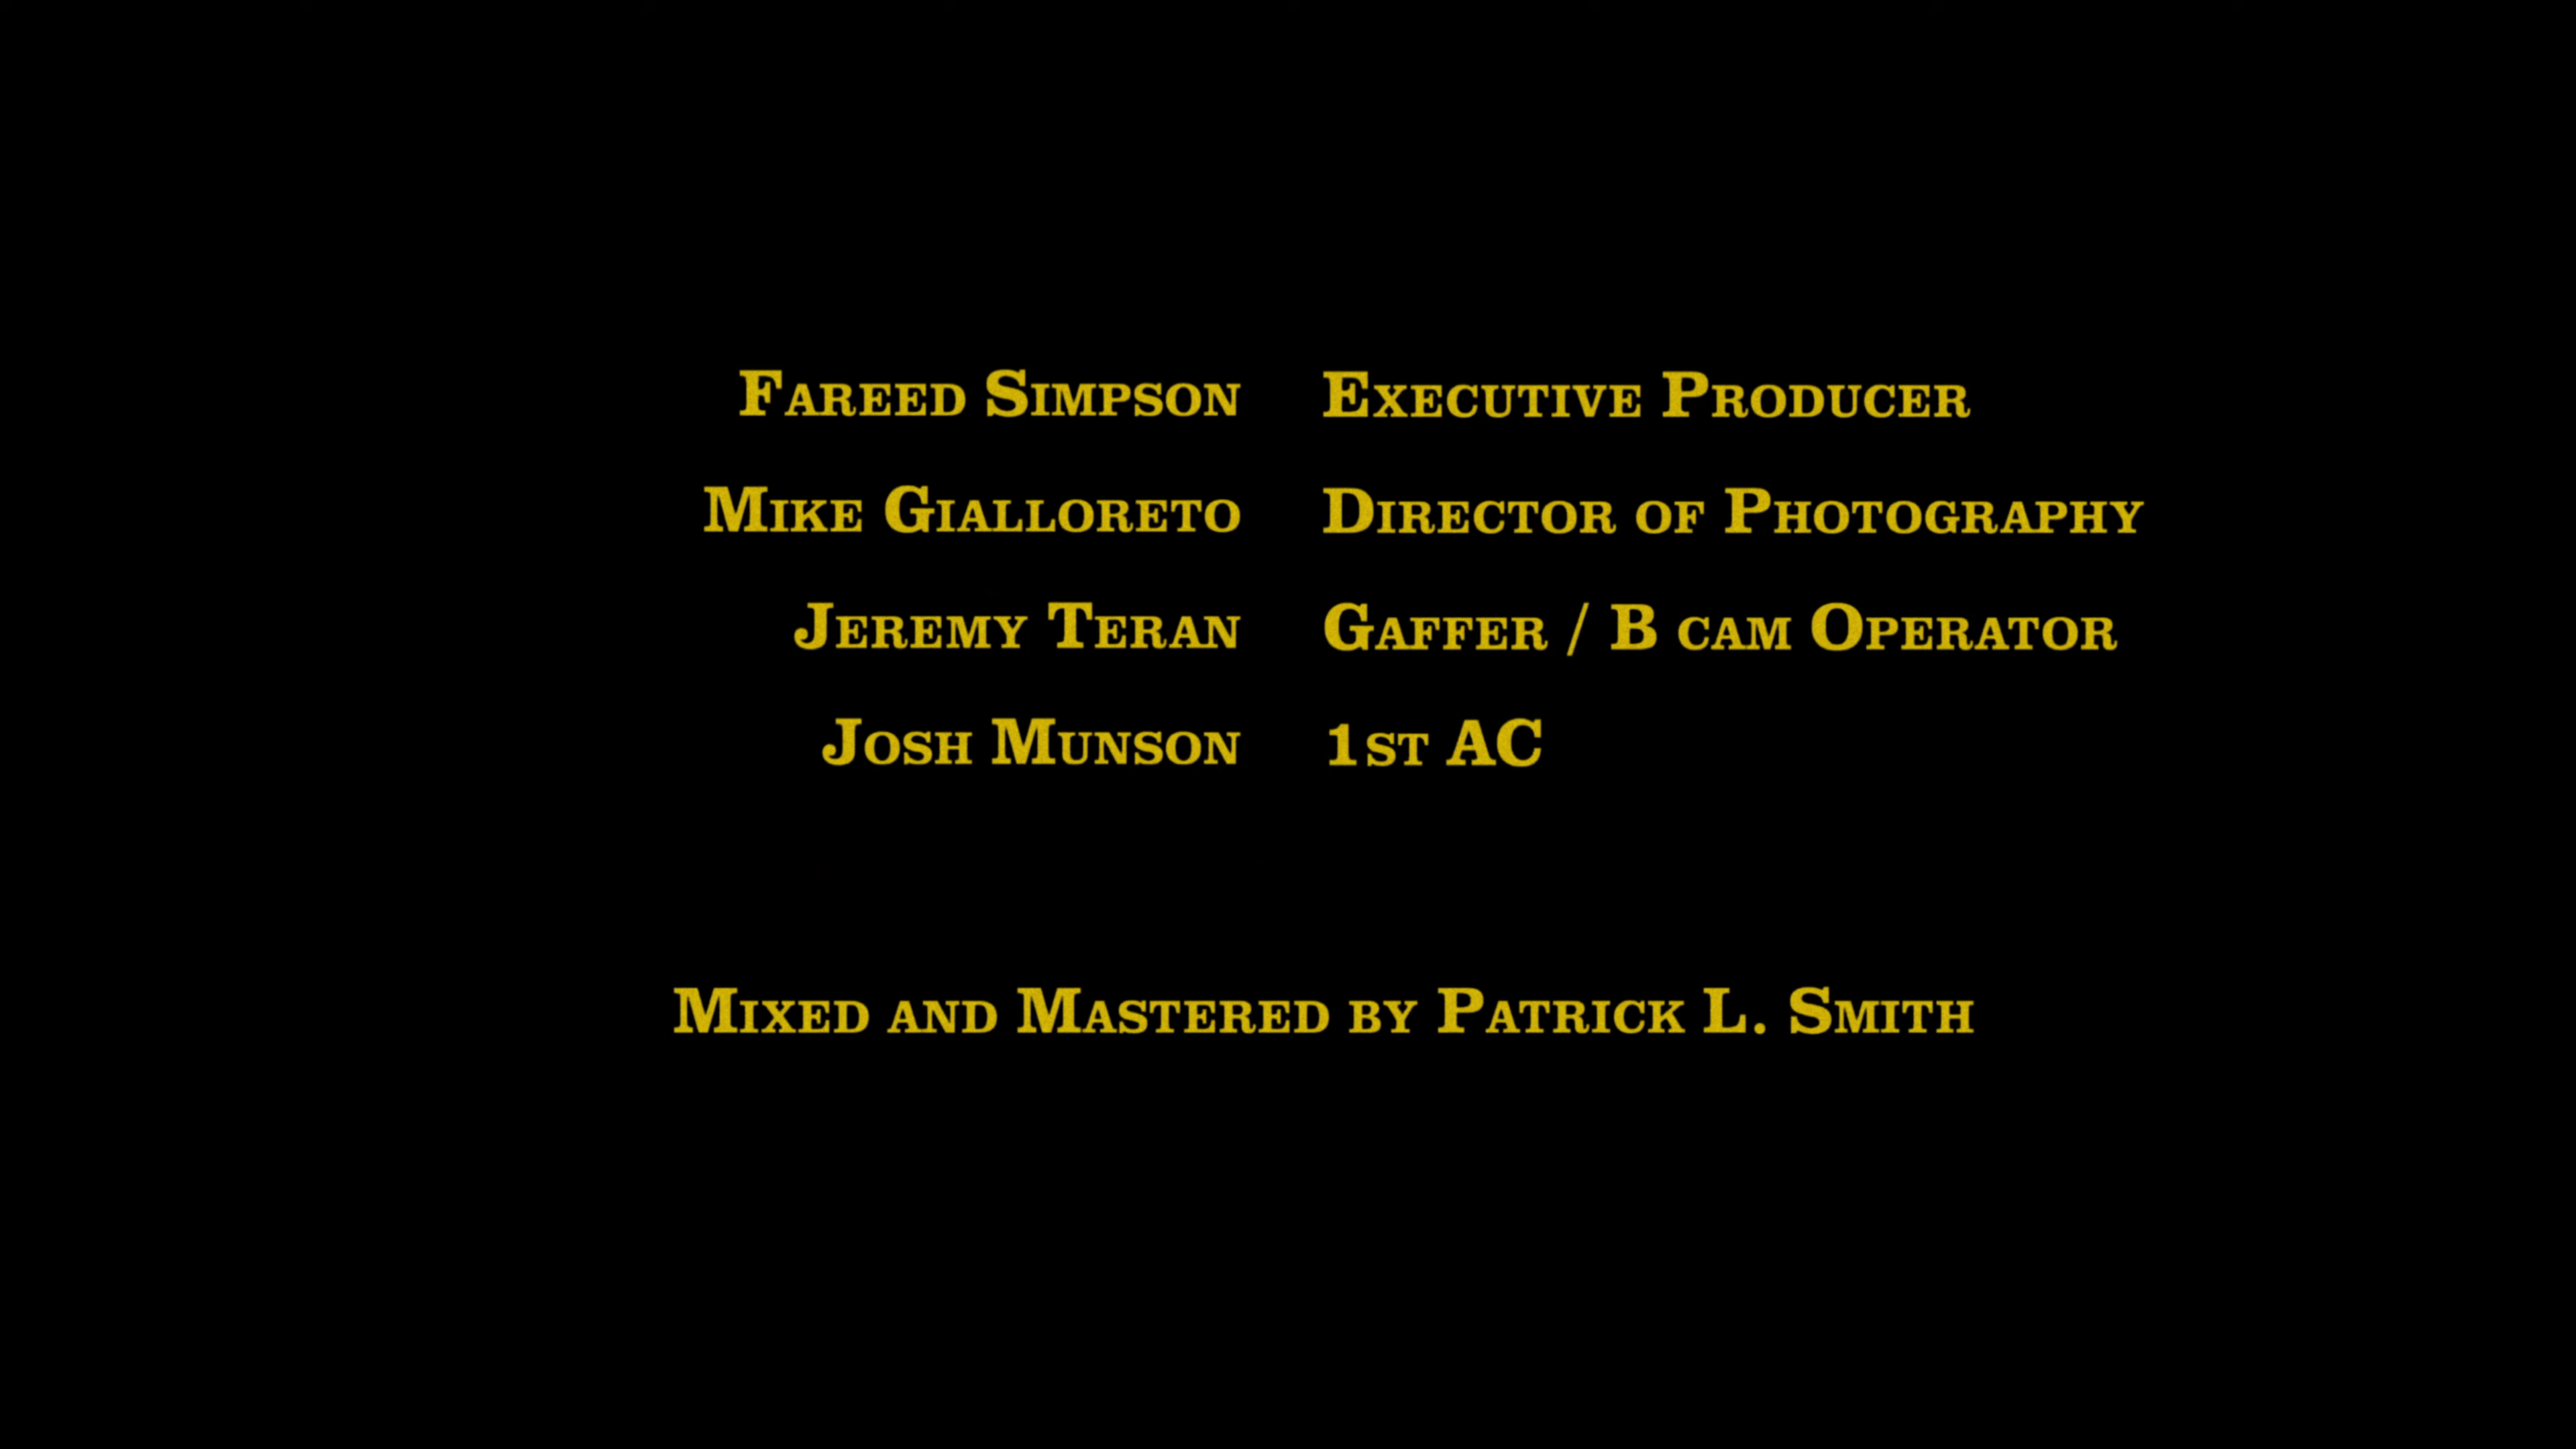 Fareed Simpson Executive Producer
Mike Gialloreto Director of Photography
Jeremy Teran Gaffer / B cam Operator
Josh Munson 1st AC
Mixed and Mastered by Patrick L. Smith